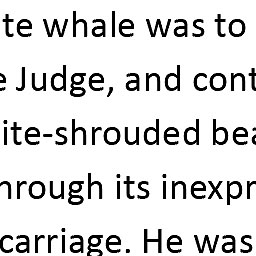 te whale was to
e Judge, and cont
ite-shrouded bea
hrough its inexpr
carriage. He was